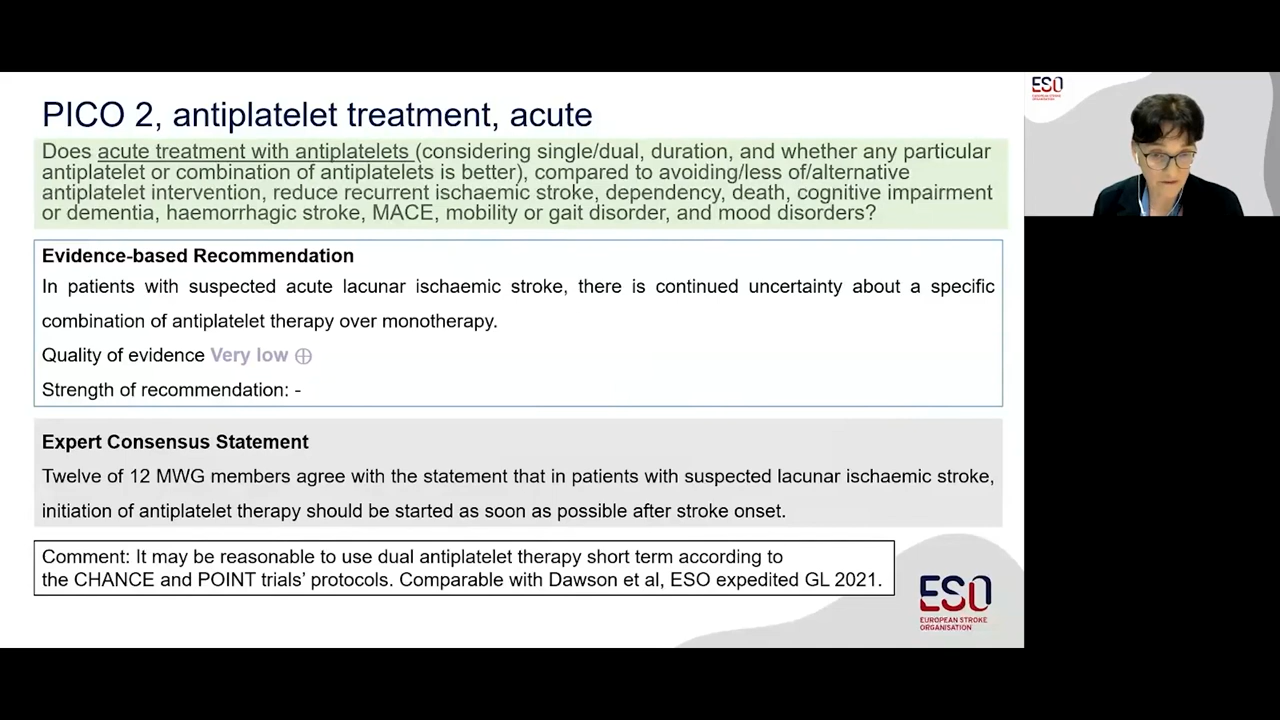 PICO 2, antiplatelet treatment, acute
Does acute treatment with antiplatelets (considering single/dual, duration, and whether any particular
antiplatelet or combination of antiplatelets is better), compared to avoiding/less of/alternative
antiplatelet intervention, reduce recurrent ischaemic stroke, dependency, death, cognitive impairment
or dementia, haemorrhagic stroke, MACE, mobility or gait disorder, and mood disorders?
Evidence-based Recommendation
In patients with suspected acute lacunar ischaemic stroke, there is continued uncertainty about a specific
combination of antiplatelet therapy over monotherapy.
Quality of evidence Very low ⊕
Strength of recommendation: -
Expert Consensus Statement
Twelve of 12 MWG members agree with the statement that in patients with suspected lacunar ischaemic stroke,
initiation of antiplatelet therapy should be started as soon as possible after stroke onset.
Comment: It may be reasonable to use dual antiplatelet therapy short term according to
the CHANCE and POINT trials' protocols. Comparable with Dawson et al, ESO expedited GL 2021.
ESO
EUROPEAN STROKE
ORGANISATION
ESO
EUROPEAN STROKE
ORGANISATION